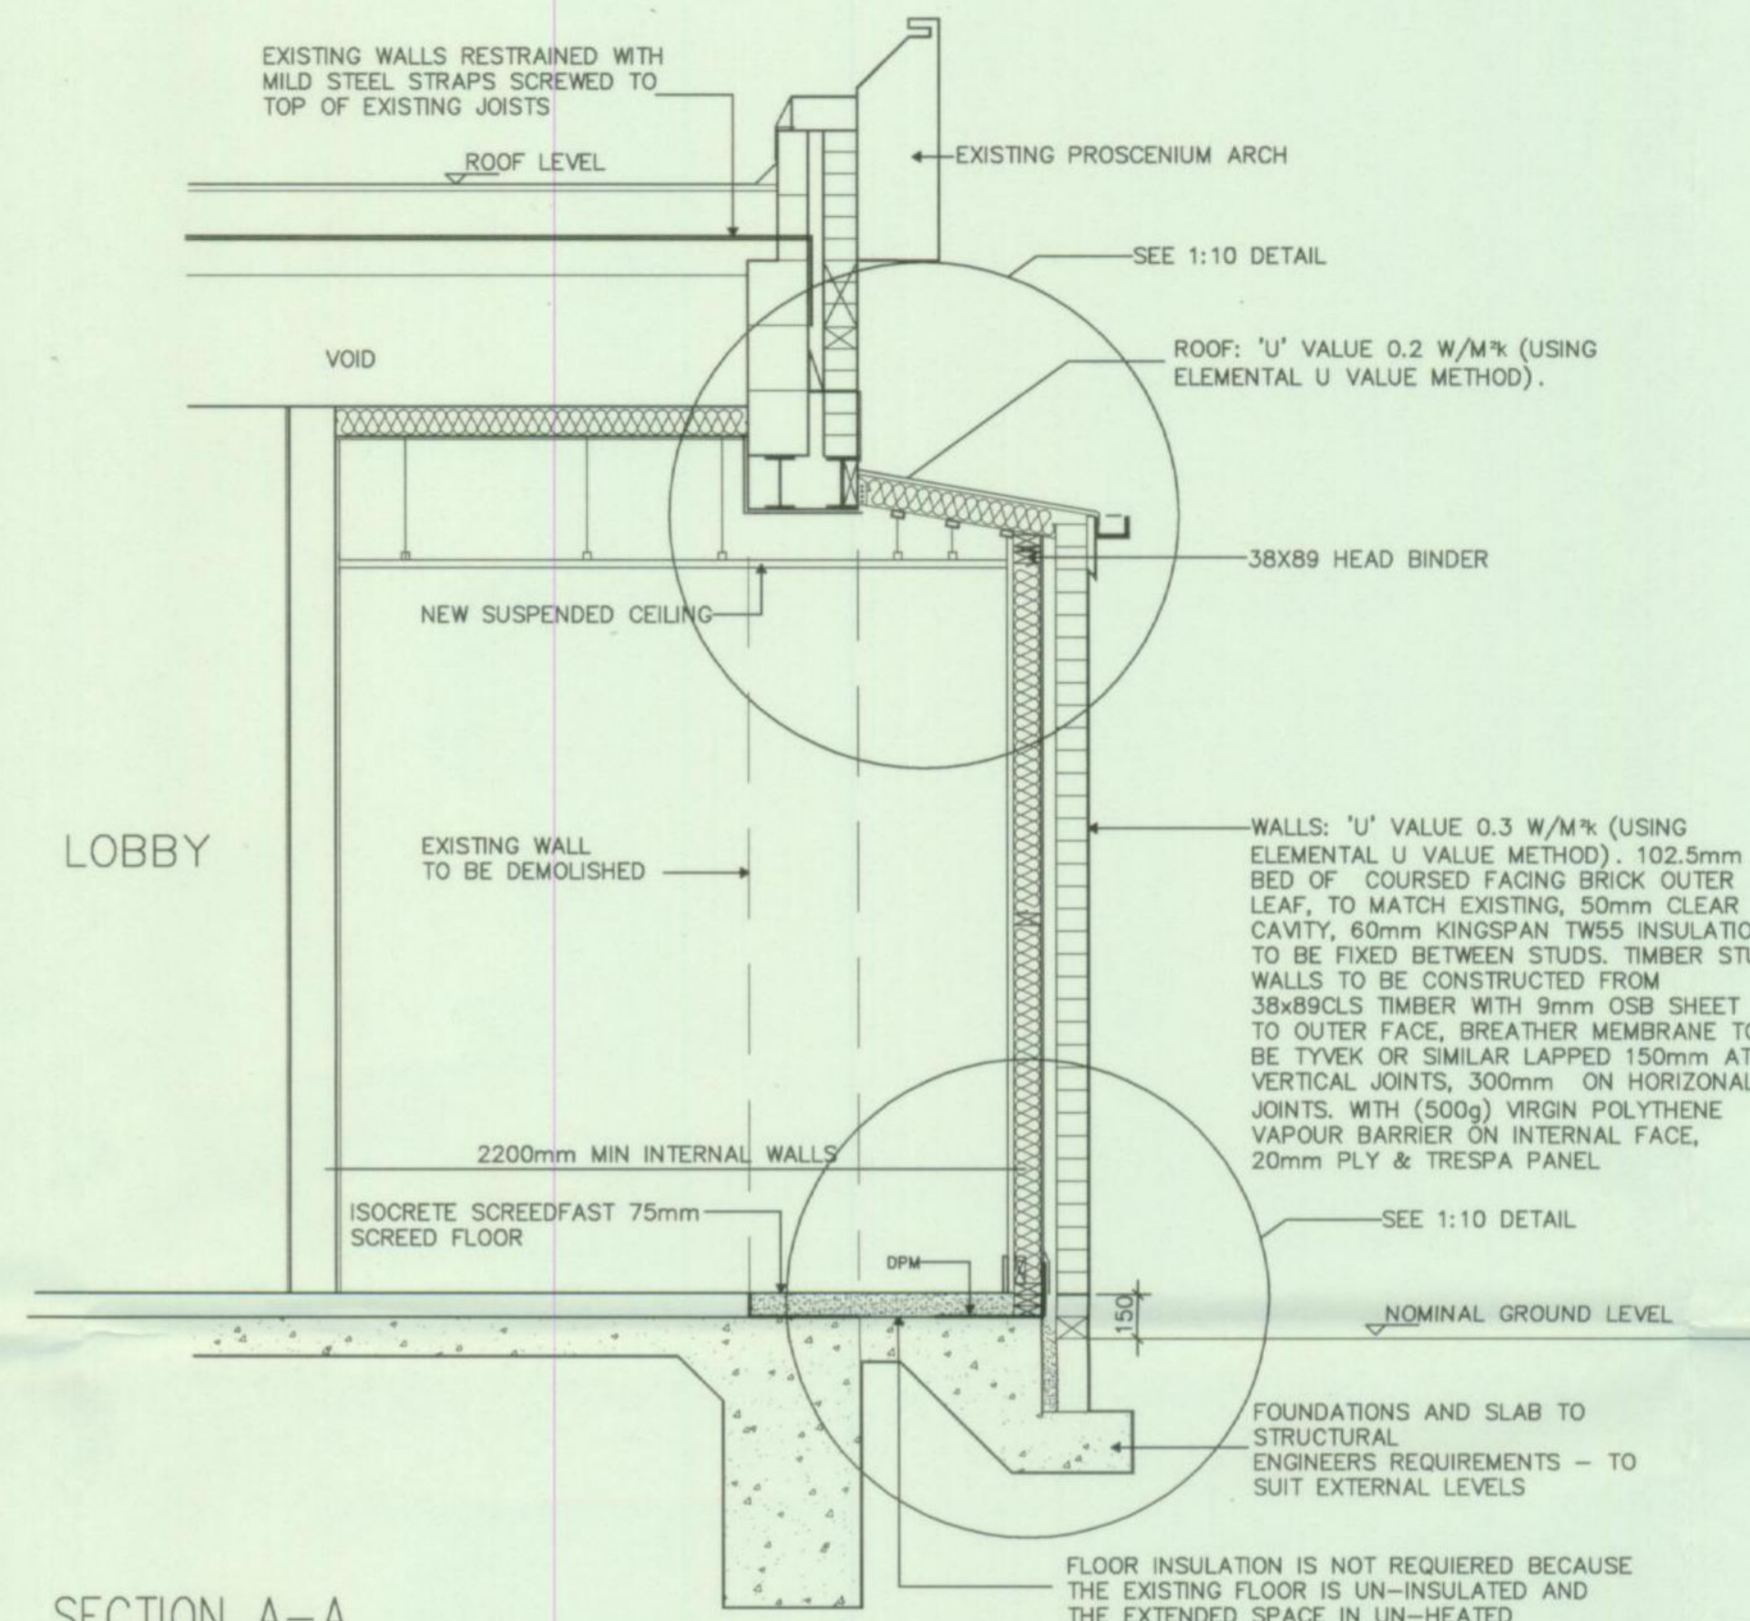 EXISTING WALLS RESTRAINED WITH
MILD STEEL STRAPS SCREWED TO
TOP OF EXISTING JOISTS
EXISTING PROSCENIUM ARCH
ROOF LEVEL
SEE 1:10 DETAIL
VOID
ROOF: 'U' VALUE 0.2 W/M²k (USING
ELEMENTAL U VALUE METHOD).
38X89 HEAD BINDER
NEW SUSPENDED CEILING
LOBBY
EXISTING WALL
TO BE DEMOLISHED
WALLS: 'U' VALUE 0.3 W/M²k (USING
ELEMENTAL U VALUE METHOD). 102.5mm
BED OF COURSED FACING BRICK OUTER
LEAF, TO MATCH EXISTING, 50mm CLEAR
CAVITY, 60mm KINGSPAN TW55 INSULATIO
TO BE FIXED BETWEEN STUDS. TIMBER STU
WALLS TO BE CONSTRUCTED FROM
38x89CLS TIMBER WITH 9mm OSB SHEET
TO OUTER FACE, BREATHER MEMBRANE TO
BE TYVEK OR SIMILAR LAPPED 150mm AT
VERTICAL JOINTS, 300mm ON HORIZONAL
JOINTS. WITH (500g) VIRGIN POLYTHENE
VAPOUR BARRIER ON INTERNAL FACE,
20mm PLY & TRESPA PANEL
2200mm MIN INTERNAL WALLS
ISOCRETE SCREEDFAST 75mm
SCREED FLOOR
SEE 1:10 DETAIL
DPM
150
NOMINAL GROUND LEVEL
FOUNDATIONS AND SLAB TO
STRUCTURAL
ENGINEERS REQUIREMENTS – TO
SUIT EXTERNAL LEVELS
FLOOR INSULATION IS NOT REQUIERED BECAUSE
THE EXISTING FLOOR IS UN-INSULATED AND
THE EXTENDED SPACE IN UN-HEATED
SECTION A-A